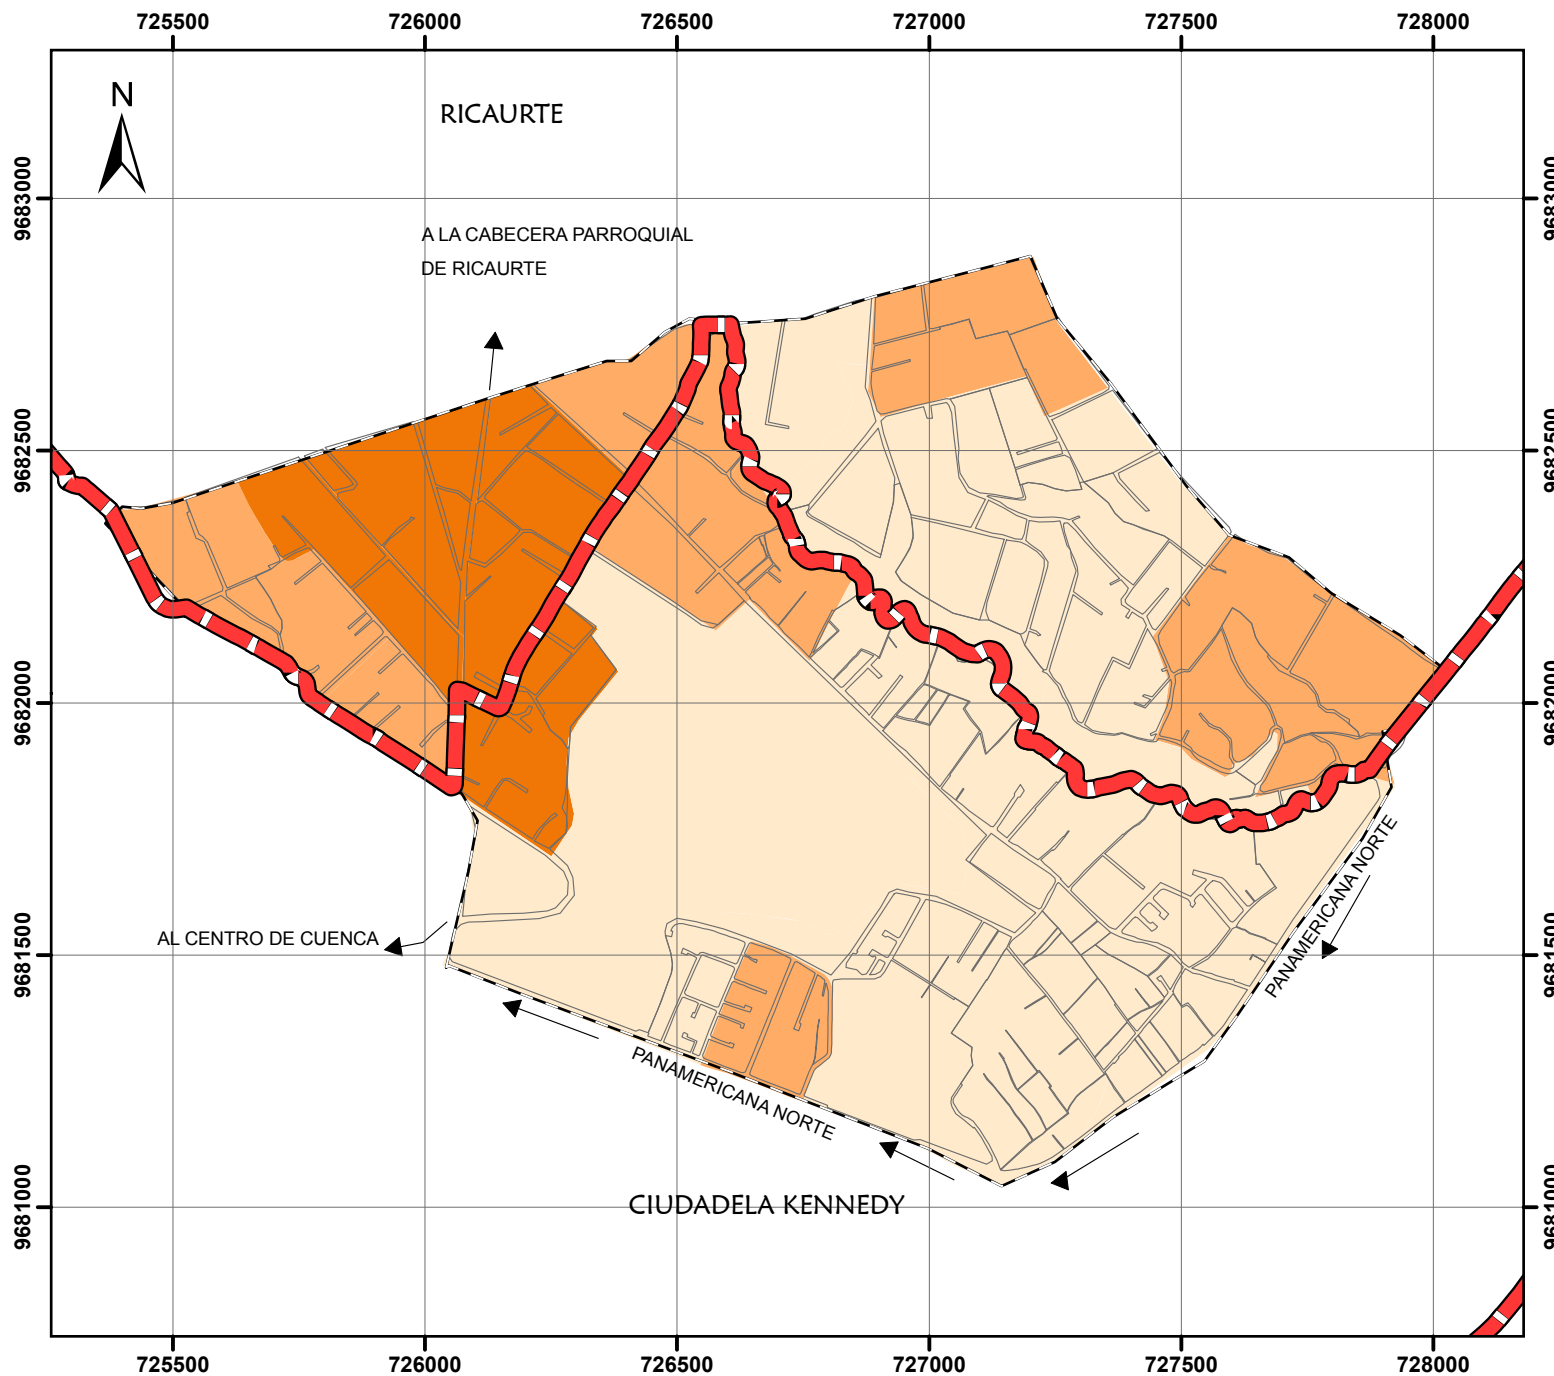 725500 726000 726500 727000 727500 728000
N
RICAURTE
9683000 9683000
A LA CABECERA PARROQUIAL
DE RICAURTE
9682500 9682500
9682000 9682000
PANAMERICANA NORTE
AL CENTRO DE CUENCA
9681500 9681500
PANAMERICANA NORTE
CIUDADELA KENNEDY
9681000 9681000
725500 726000 726500 727000 727500 728000